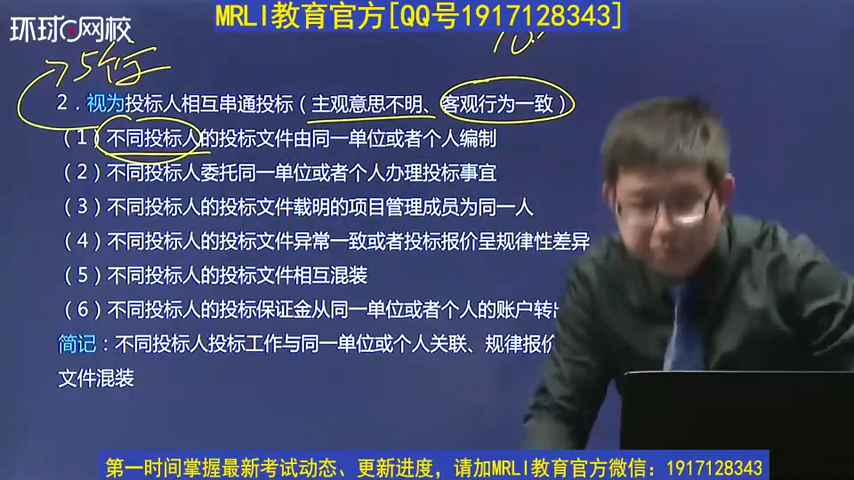 MRLI教育官方[QQ号1917128343]
环球网校
2．视为投标人相互串通投标（主观意思不明、客观行为一致）
（1）不同投标人的投标文件由同一单位或者个人编制
（2）不同投标人委托同一单位或者个人办理投标事宜
（3）不同投标人的投标文件载明的项目管理成员为同一人
（4）不同投标人的投标文件异常一致或者投标报价呈规律性差异
（5）不同投标人的投标文件相互混装
（6）不同投标人的投标保证金从同一单位或者个人的账户转出
简记：不同投标人投标工作与同一单位或个人关联、规律报价
文件混装
第一时间掌握最新考试动态、更新进度，请加MRLI教育官方微信：1917128343